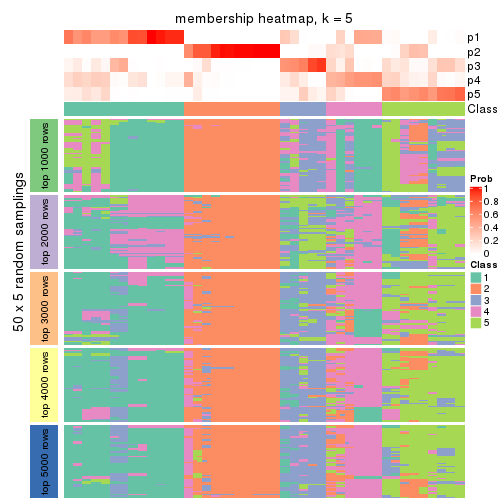 membership heatmap, k = 5
p1
p2
p3
p4
p5
Class
50 x 5 random samplings
top 1000 rows
top 2000 rows
top 3000 rows
top 4000 rows
top 5000 rows
Prob
1
0.8
0.6
0.4
0.2
0
Class
1
2
3
4
5